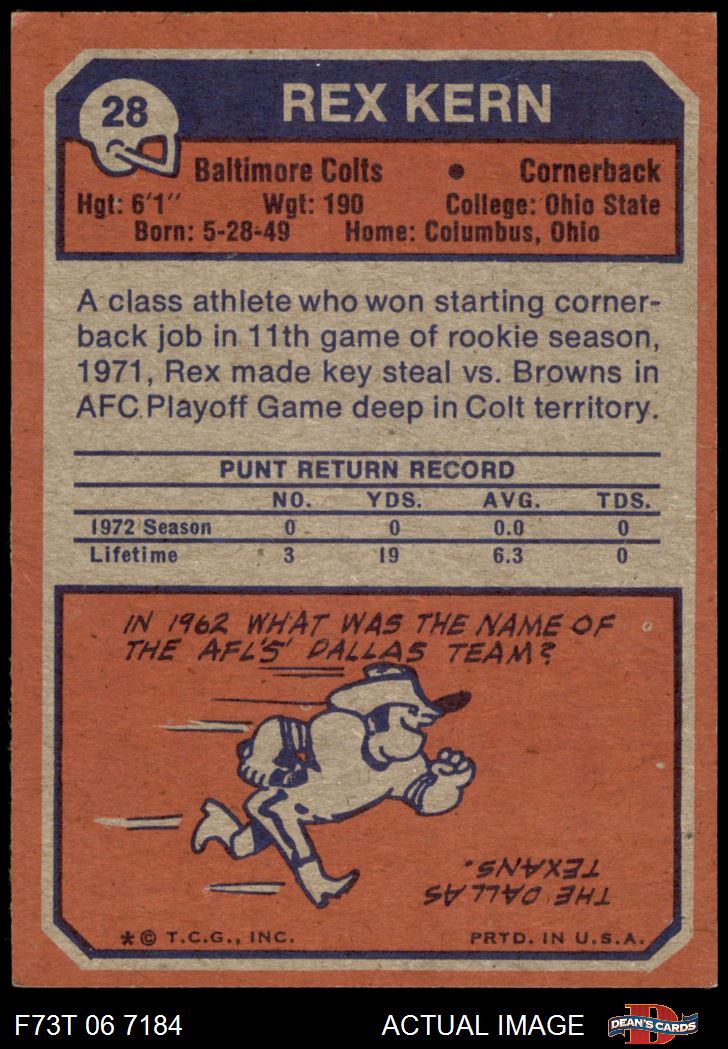 28
REX KERN
Baltimore Colts • Cornerback
Hgt: 6'1" Wgt: 190 College: Ohio State
Born: 5-28-49 Home: Columbus, Ohio
A class athlete who won starting corner-
back job in 11th game of rookie season,
1971, Rex made key steal vs. Browns in
AFC Playoff Game deep in Colt territory.
PUNT RETURN RECORD
NO. YDS. AVG. TDS.
1972 Season 0 0 0.0 0
Lifetime 3 19 6.3 0
IN 1962 WHAT WAS THE NAME OF
THE AFL'S' DALLAS TEAM?
THE DALLAS
TEXANS.
* © T.C.G., INC. PRTD. IN U.S.A.
F73T 06 7184 ACTUAL IMAGE
D
DEAN'S CARDS